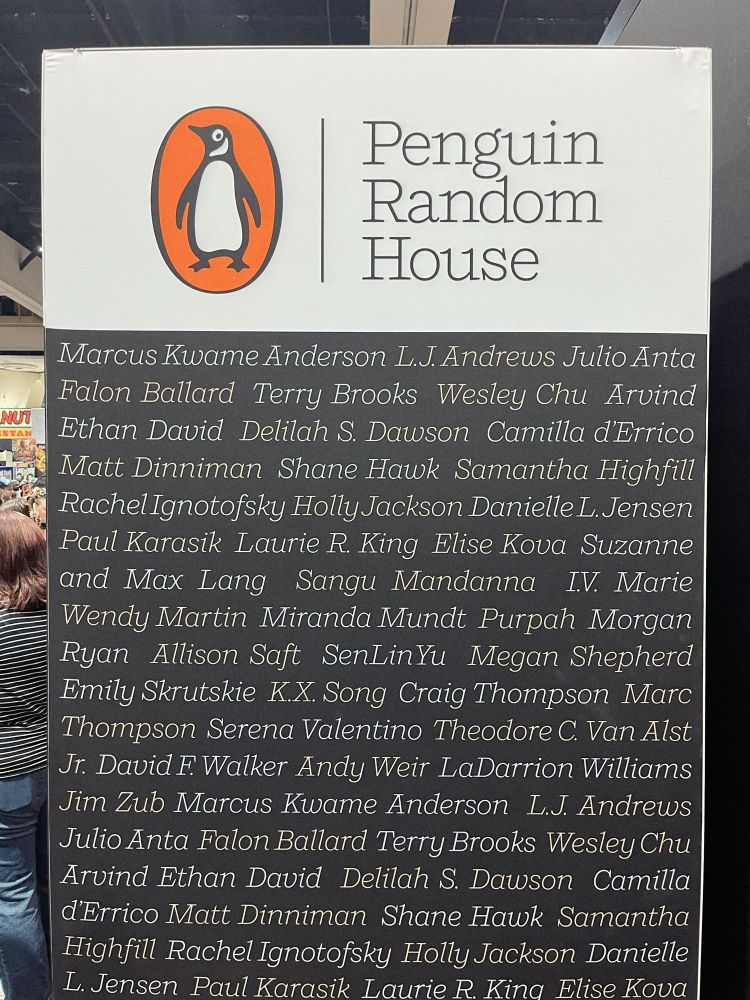 Penguin
Random
House
Marcus Kwame Anderson L.J. Andrews Julio Anta
Falon Ballard Terry Brooks Wesley Chu Arvind
Ethan David Delilah S. Dawson Camilla d'Errico
Matt Dinniman Shane Hawk Samantha Highfill
Rachel Ignotofsky Holly Jackson Danielle L. Jensen
Paul Karasik Laurie R. King Elise Kova Suzanne
and Max Lang Sangu Mandanna I.V. Marie
Wendy Martin Miranda Mundt Purpah Morgan
Ryan Allison Saft SenLinYu Megan Shepherd
Emily Skrutskie K.X. Song Craig Thompson Marc
Thompson Serena Valentino Theodore C. Van Alst
Jr. David F. Walker Andy Weir LaDarrion Williams
Jim Zub Marcus Kwame Anderson L.J. Andrews
Julio Anta Falon Ballard Terry Brooks Wesley Chu
Arvind Ethan David Delilah S. Dawson Camilla
d'Errico Matt Dinniman Shane Hawk Samantha
Highfill Rachel Ignotofsky Holly Jackson Danielle
L. Jensen Paul Karasik Laurie R. King Elise Kova